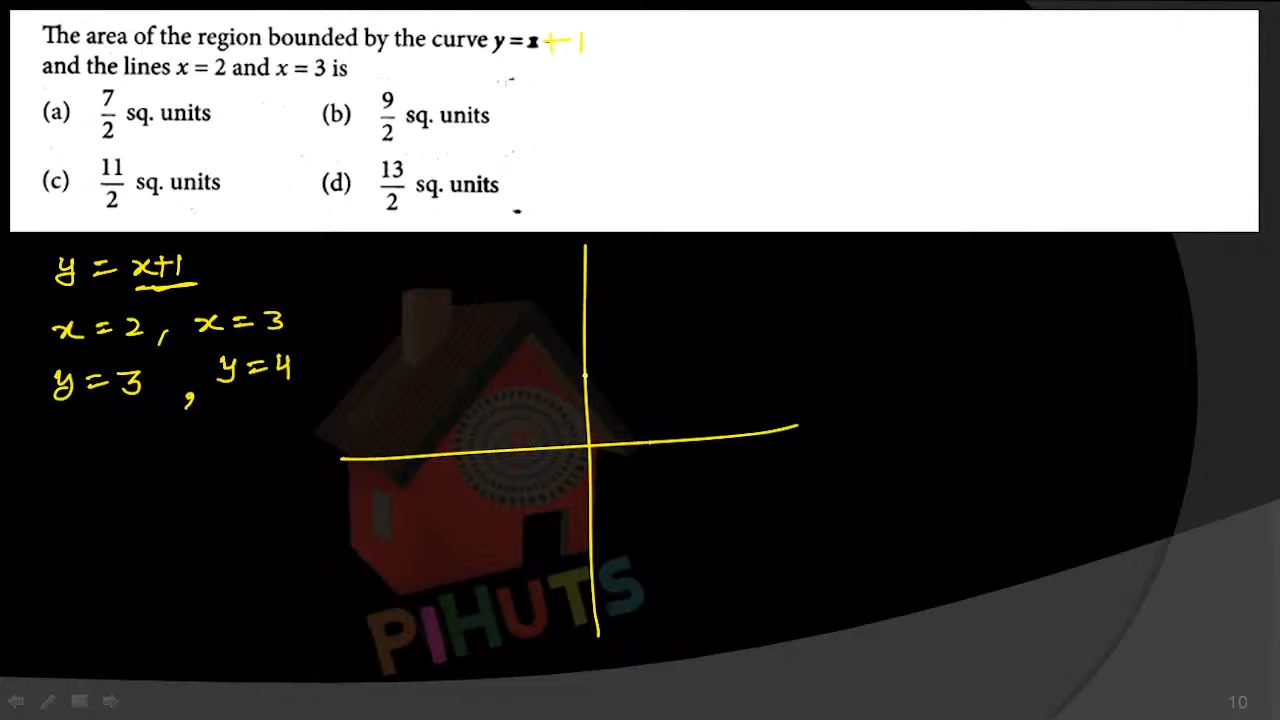 The area of the region bounded by the curve y = x + 1
and the lines x = 2 and x = 3 is
(a) 7/2 sq. units (b) 9/2 sq. units
(c) 11/2 sq. units (d) 13/2 sq. units
y = x+1
x = 2, x = 3
y = 3, y = 4
PIHUTS
10